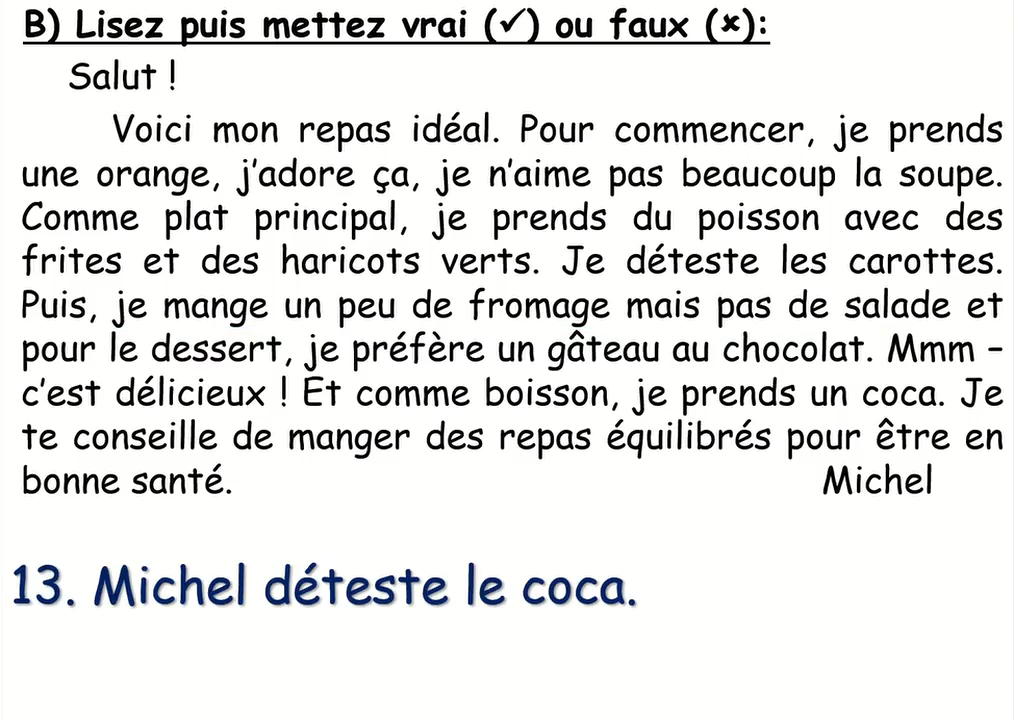 B) Lisez puis mettez vrai (✓) ou faux (×):
Salut !
Voici mon repas idéal. Pour commencer, je prends
une orange, j’adore ça, je n’aime pas beaucoup la soupe.
Comme plat principal, je prends du poisson avec des
frites et des haricots verts. Je déteste les carottes.
Puis, je mange un peu de fromage mais pas de salade et
pour le dessert, je préfère un gâteau au chocolat. Mmm –
c’est délicieux ! Et comme boisson, je prends un coca. Je
te conseille de manger des repas équilibrés pour être en
bonne santé. Michel
13. Michel déteste le coca.